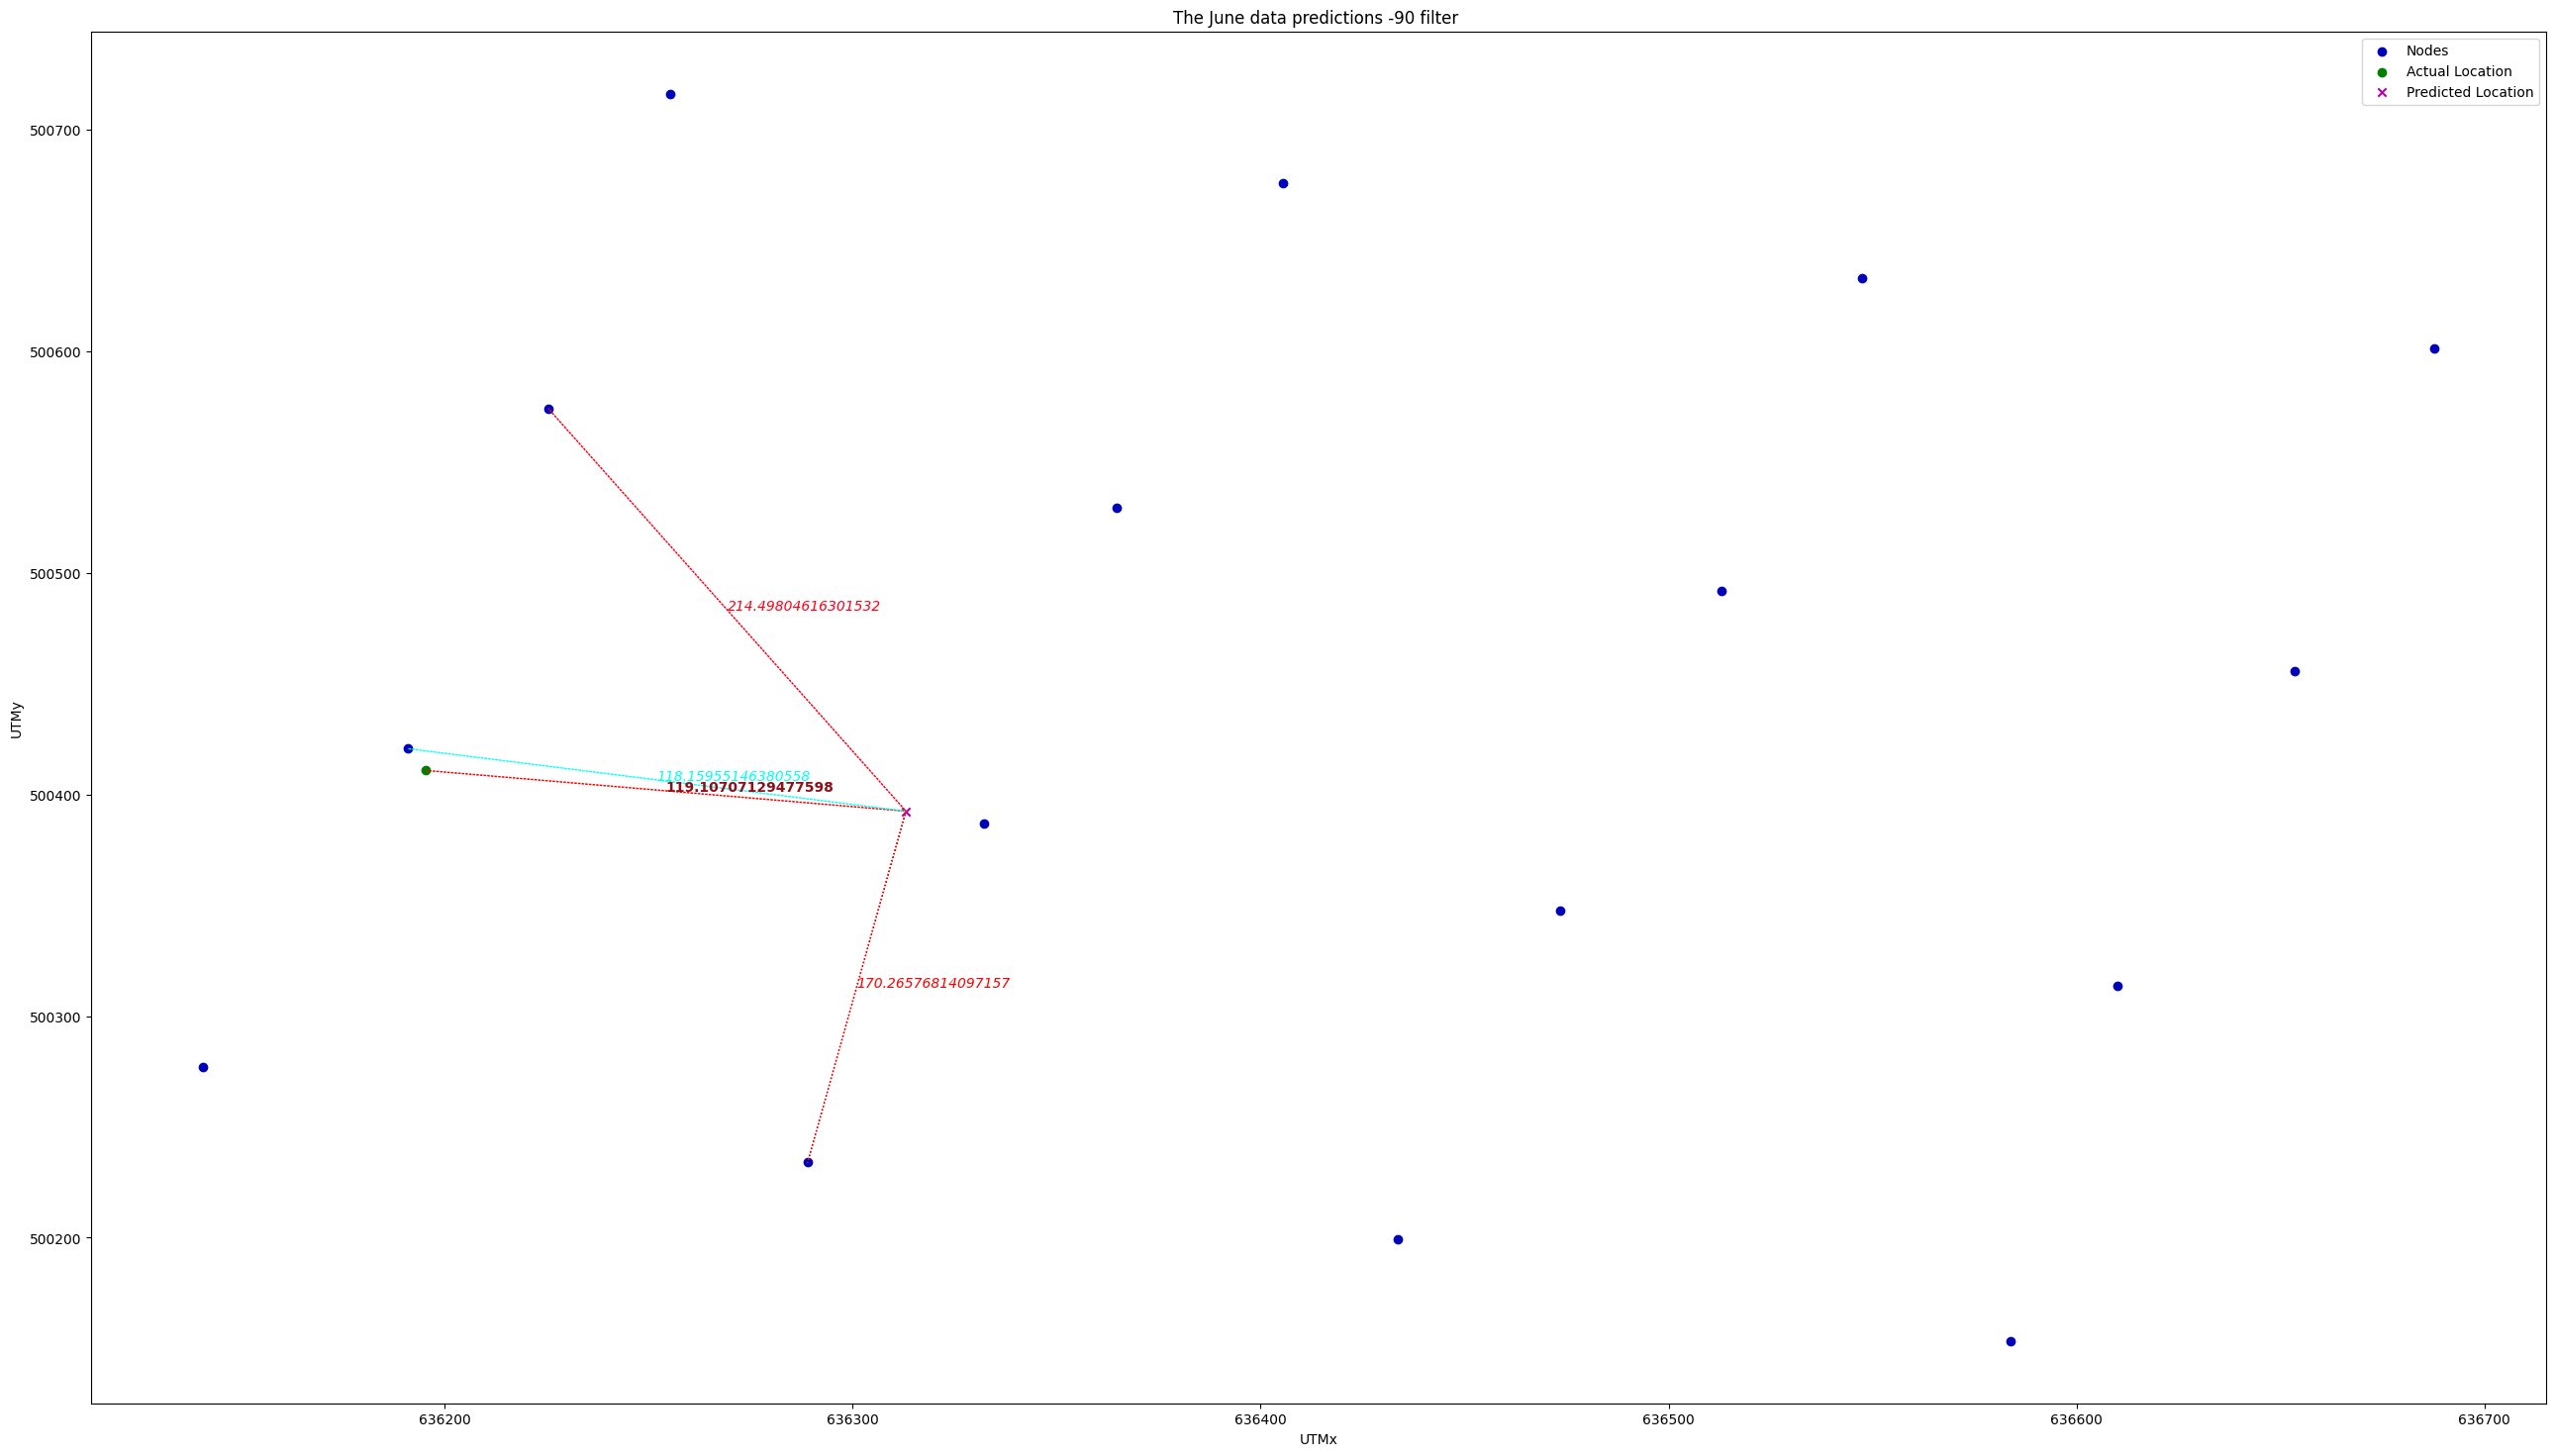 The June data predictions -90 filter
Nodes
Actual Location
Predicted Location
500700
500600
500500
500400
500300
500200
UTMy
214.49804616301532
118.15955146380558
119.10707129477598
170.26576814097157
636200
636300
636400
636500
636600
636700
UTMx